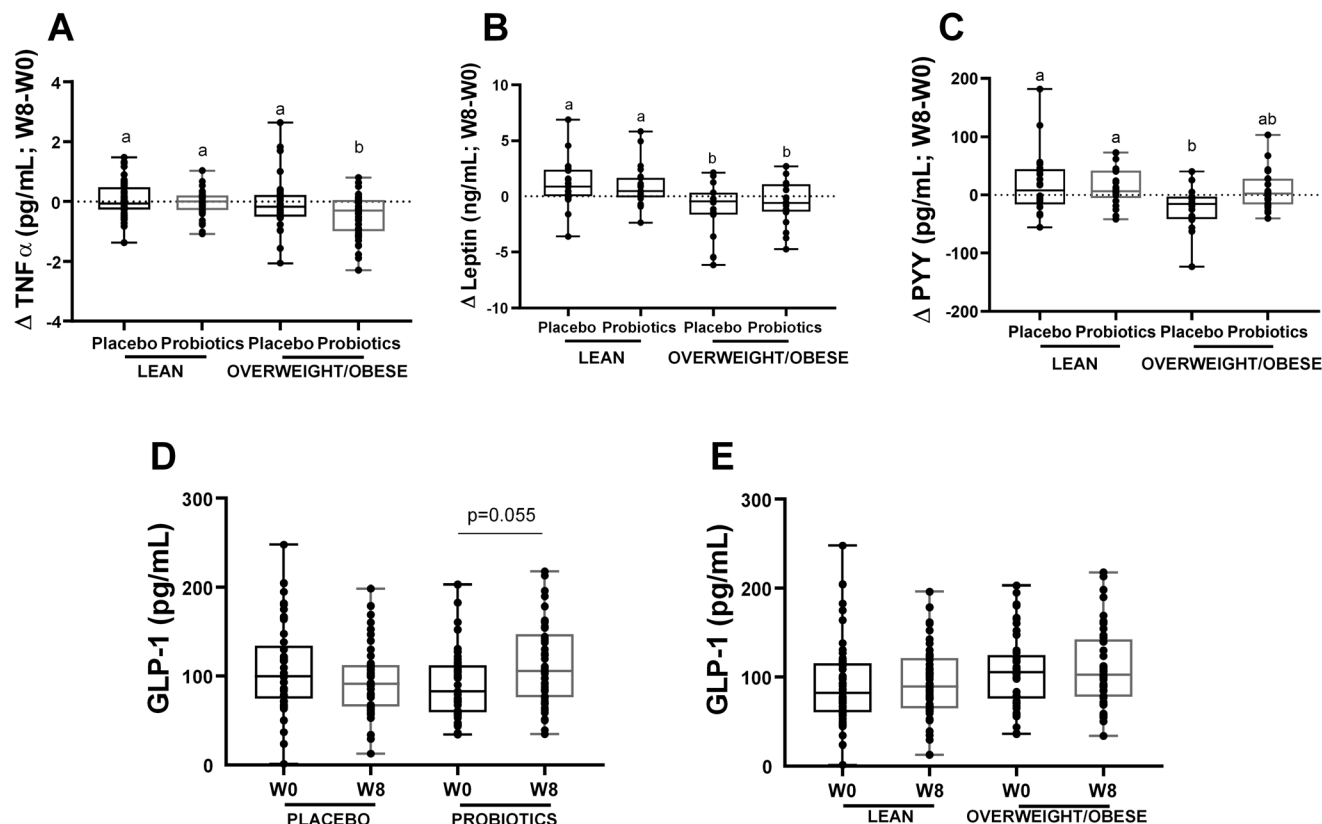 A
Δ TNFα (pg/mL; W8-W0)
4
2
0
-2
-4
a
a
a
b
Placebo Probiotics Placebo Probiotics
LEAN OVERWEIGHT/OBESE
B
Δ Leptin (ng/mL; W8-W0)
10
5
0
-5
-10
a
a
b
b
Placebo Probiotics Placebo Probiotics
LEAN OVERWEIGHT/OBESE
C
Δ PYY (pg/mL; W8-W0)
200
100
0
-100
-200
a
a
b
ab
Placebo Probiotics Placebo Probiotics
LEAN OVERWEIGHT/OBESE
D
GLP-1 (pg/mL)
300
200
100
0
p=0.055
W0 W8 W0 W8
PLACEBO PROBIOTICS
E
GLP-1 (pg/mL)
300
200
100
0
W0 W8 W0 W8
LEAN OVERWEIGHT/OBESE